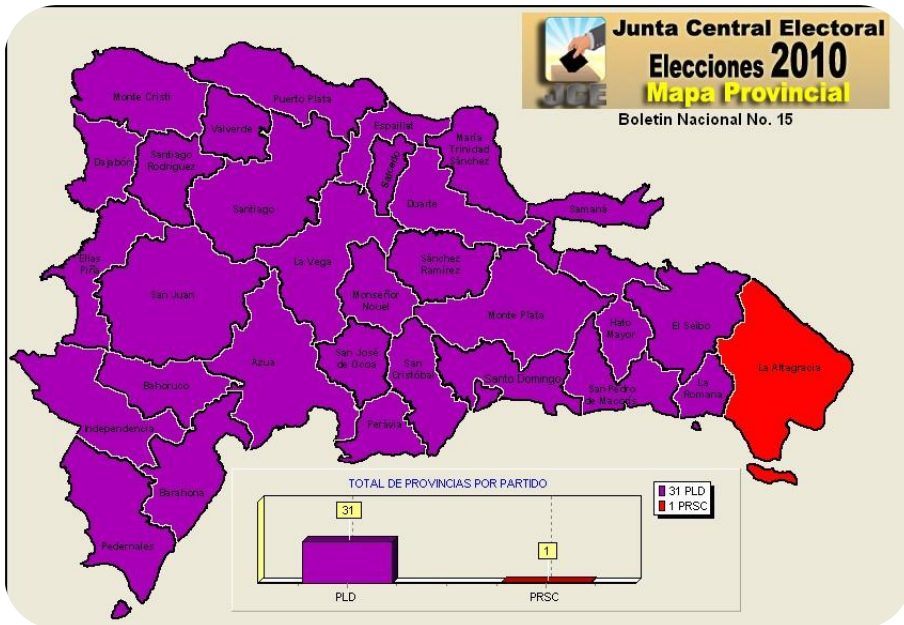 Junta Central Electoral
Elecciones 2010
JCE
Mapa Provincial
Boletin Nacional No. 15
Monte Cristi
Puerto Plata
Valverde
Espaillat
María
Trinidad
Sánchez
Dajabón
Santiago
Rodríguez
Salcedo
Santiago
Duarte
Samana
Elías
Piña
San Juan
La Vega
Sánchez
Ramírez
Monseñor
Nouel
Monte Plata
Hato
Mayor
El Seibo
La Altagracia
Azua
San José
de Ocoa
San
Cristóbal
Santo Domingo
San Pedro
de Macorís
La
Romana
Bahoruco
Independencia
Peravia
Barahona
Pedernales
TOTAL DE PROVINCIAS POR PARTIDO
31
1
PLD
PRSC
31 PLD
1 PRSC